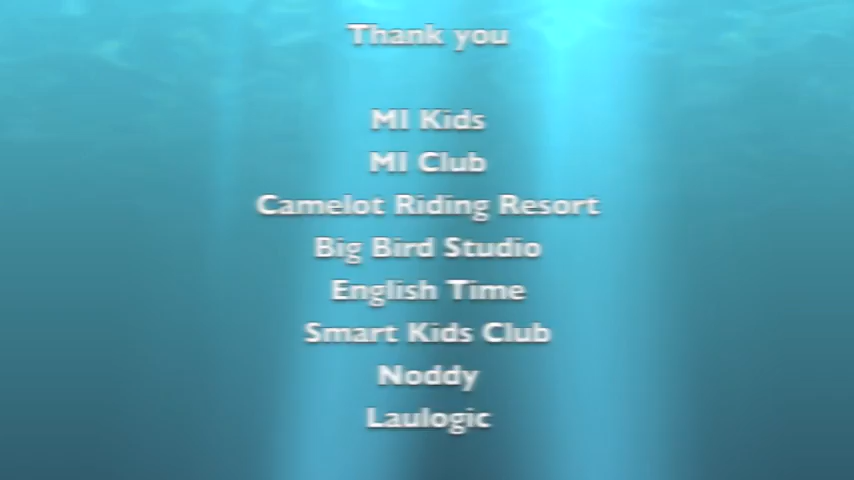 Thank you
MI Kids
MI Club
Camelot Riding Resort
Big Bird Studio
English Time
Smart Kids Club
Noddy
Laulogic